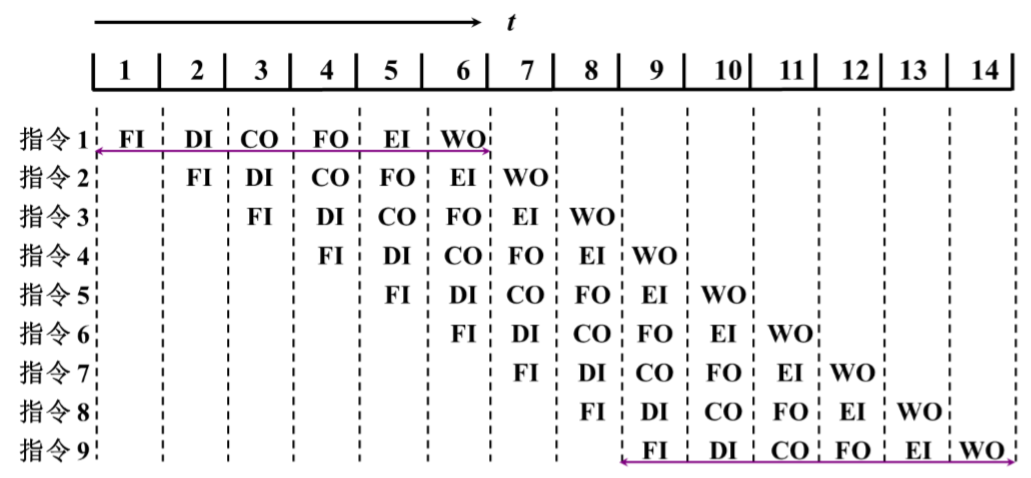 t
1 2 3 4 5 6 7 8 9 10 11 12 13 14
指令 1 FI DI CO FO EI WO
指令 2 FI DI CO FO EI WO
指令 3 FI DI CO FO EI WO
指令 4 FI DI CO FO EI WO
指令 5 FI DI CO FO EI WO
指令 6 FI DI CO FO EI WO
指令 7 FI DI CO FO EI WO
指令 8 FI DI CO FO EI WO
指令 9 FI DI CO FO EI WO